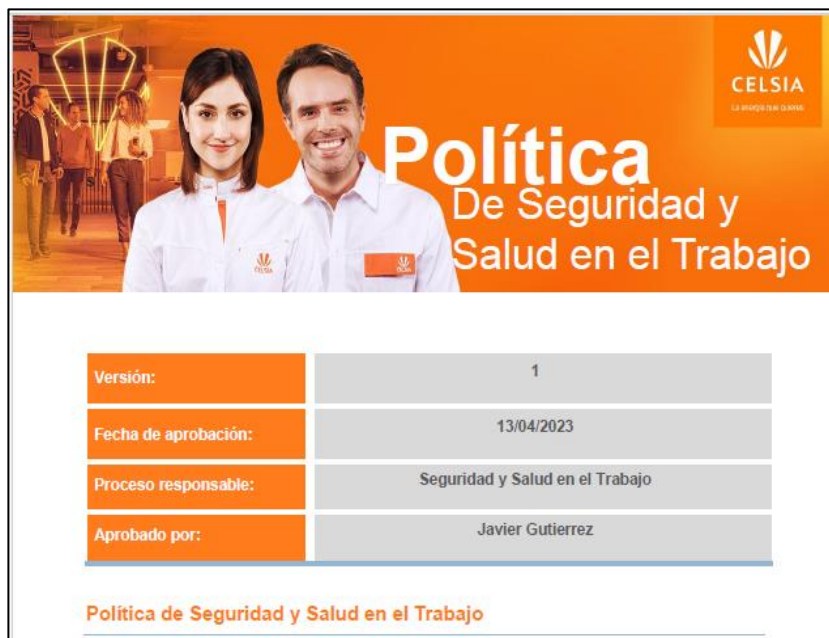 CELSIA
La energía que quieres
Política
De Seguridad y
Salud en el Trabajo
CELSIA
Versión:
1
Fecha de aprobación:
13/04/2023
Proceso responsable:
Seguridad y Salud en el Trabajo
Aprobado por:
Javier Gutierrez
Política de Seguridad y Salud en el Trabajo